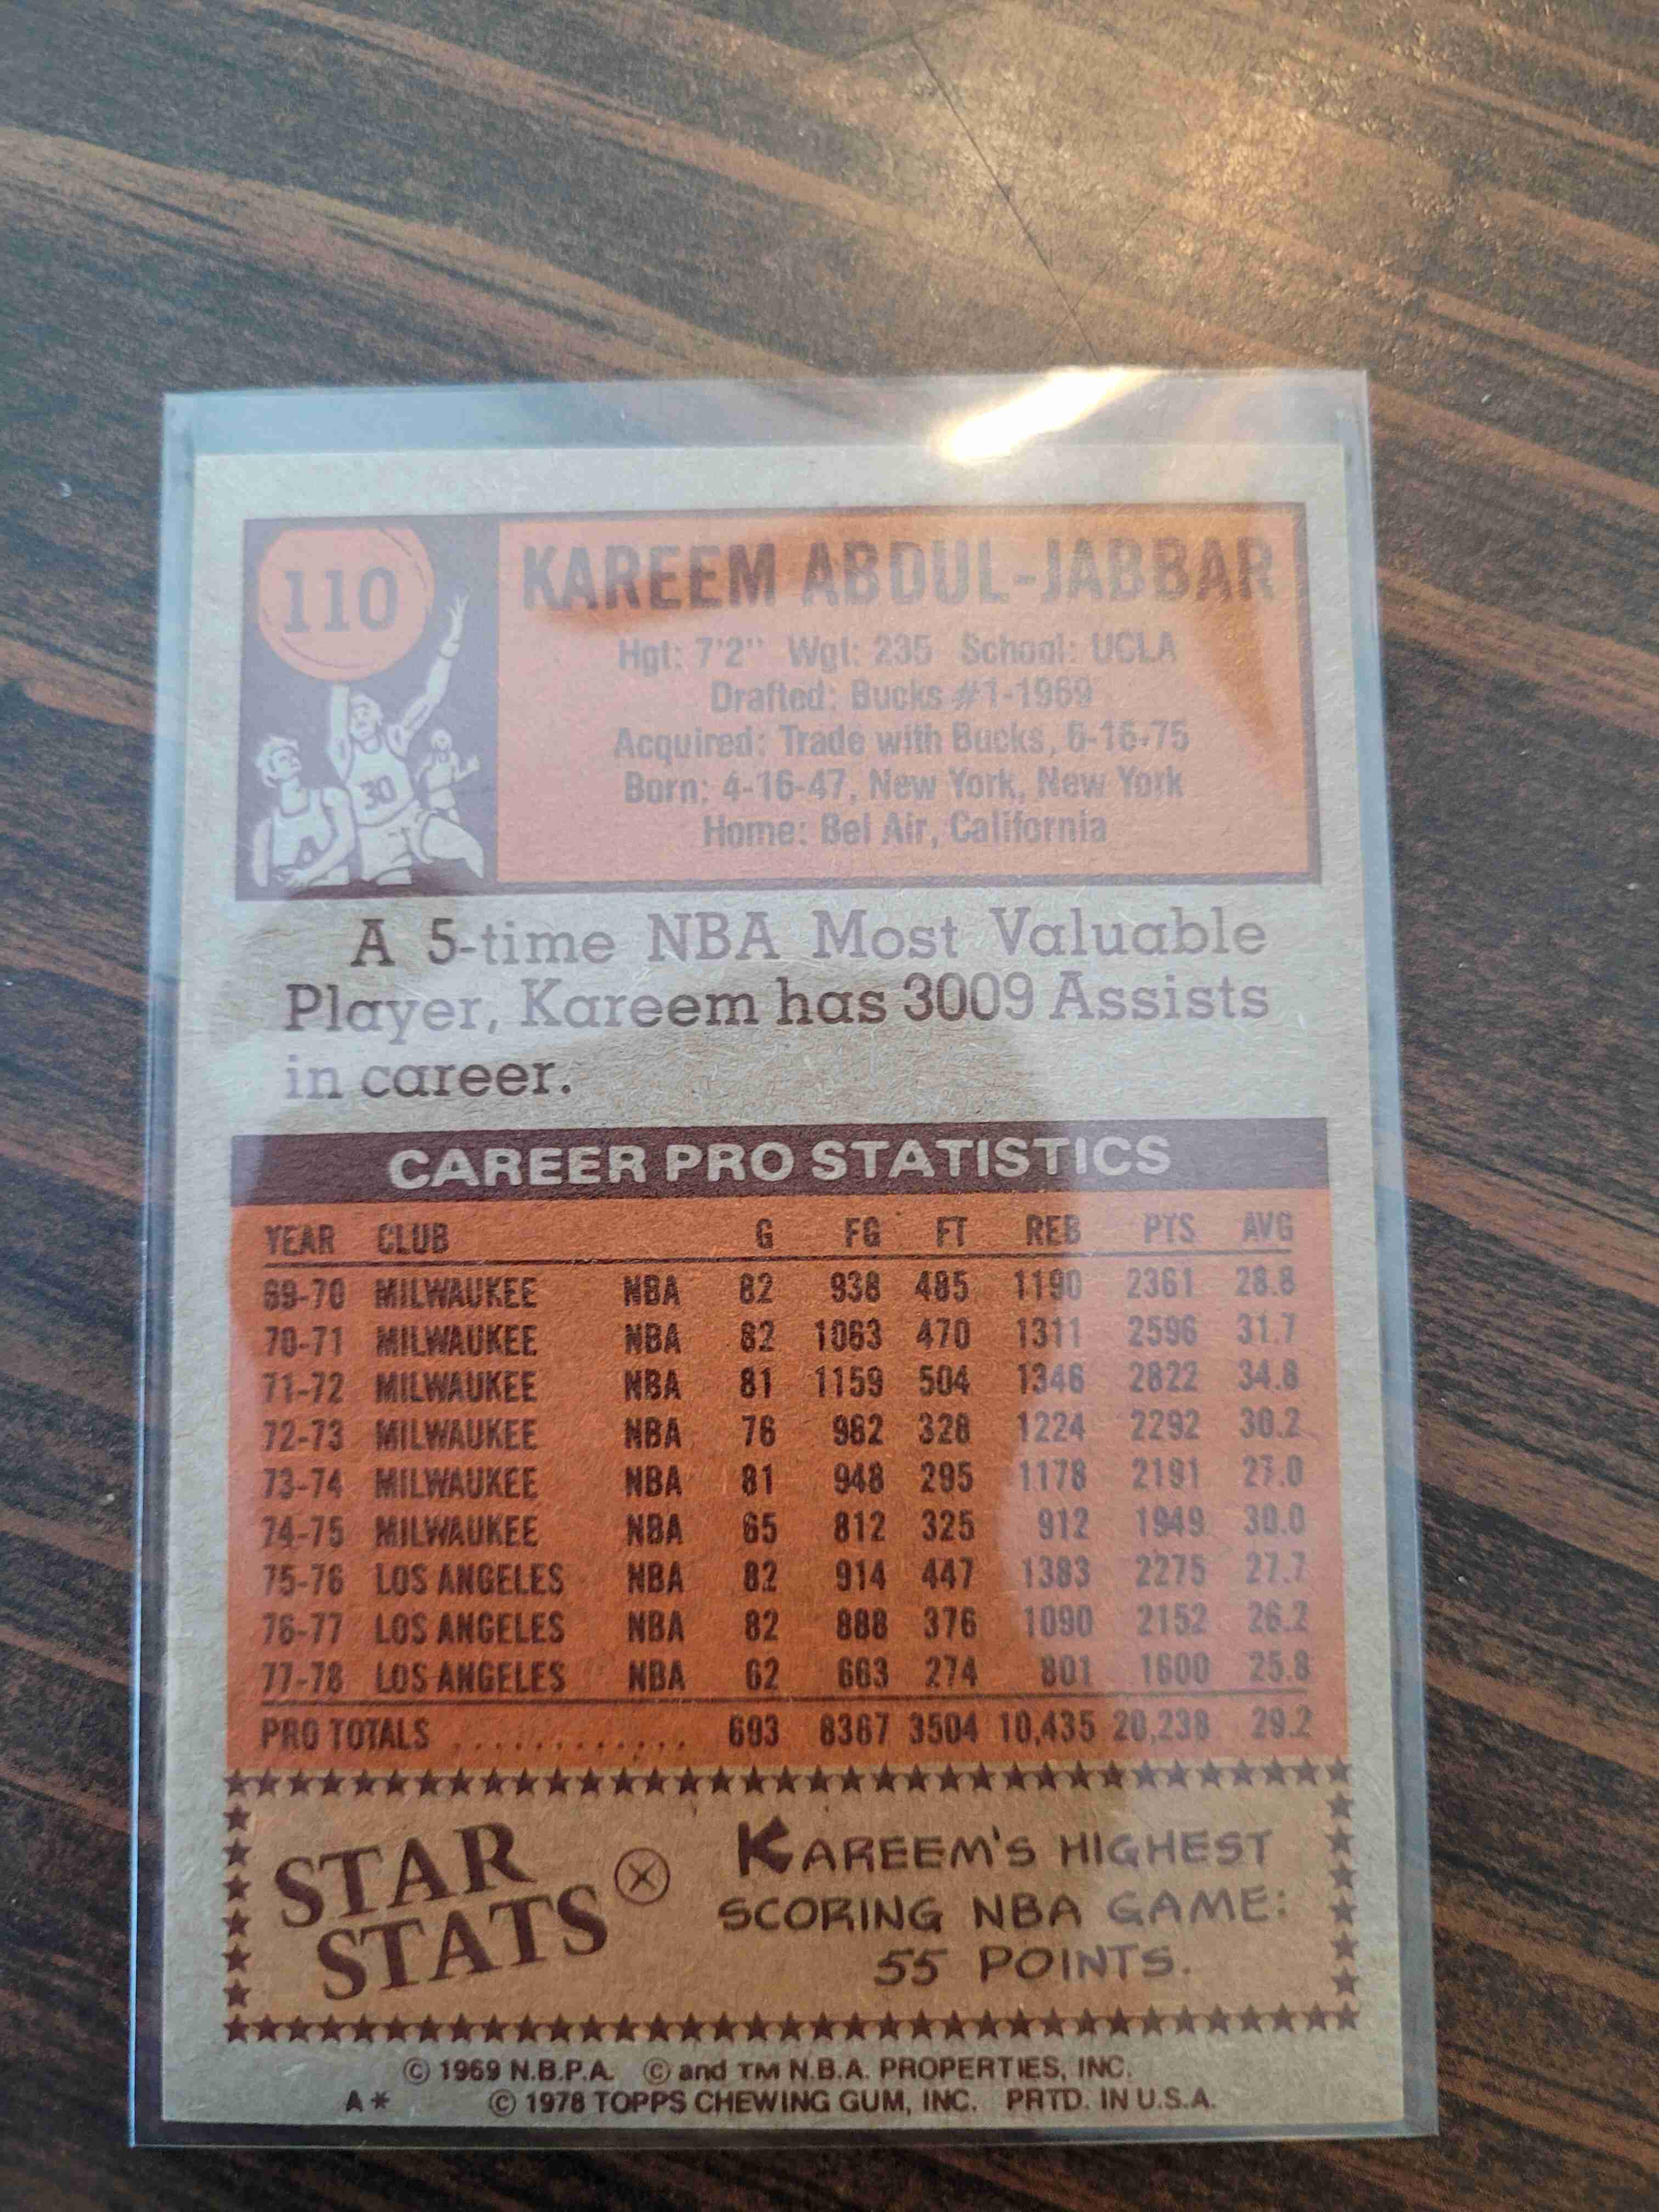 110
KAREEM ABDUL-JABBAR
Hgt: 7'2" Wgt: 235 School: UCLA
Drafted: Bucks #1-1969
Acquired: Trade with Bucks, 6-16-75
Born: 4-16-47, New York, New York
Home: Bel Air, California
30
A 5-time NBA Most Valuable
Player, Kareem has 3009 Assists
in career.
CAREER PRO STATISTICS
YEAR CLUB G FG FT REB PTS AVG
69-70 MILWAUKEE NBA 82 938 485 1190 2361 28.8
70-71 MILWAUKEE NBA 82 1063 470 1311 2596 31.7
71-72 MILWAUKEE NBA 81 1159 504 1346 2822 34.8
72-73 MILWAUKEE NBA 76 982 328 1224 2292 30.2
73-74 MILWAUKEE NBA 81 948 295 1178 2191 27.0
74-75 MILWAUKEE NBA 65 812 325 912 1949 30.0
75-76 LOS ANGELES NBA 82 914 447 1383 2275 27.7
76-77 LOS ANGELES NBA 82 888 376 1090 2152 26.2
77-78 LOS ANGELES NBA 62 663 274 801 1600 25.8
PRO TOTALS ............ 693 8367 3504 10,435 20,238 29.2
STAR
STATS
KAREEM'S HIGHEST
SCORING NBA GAME:
55 POINTS.
© 1969 N.B.P.A. © and TM N.B.A. PROPERTIES, INC.
A* © 1978 TOPPS CHEWING GUM, INC. PRTD. IN U.S.A.